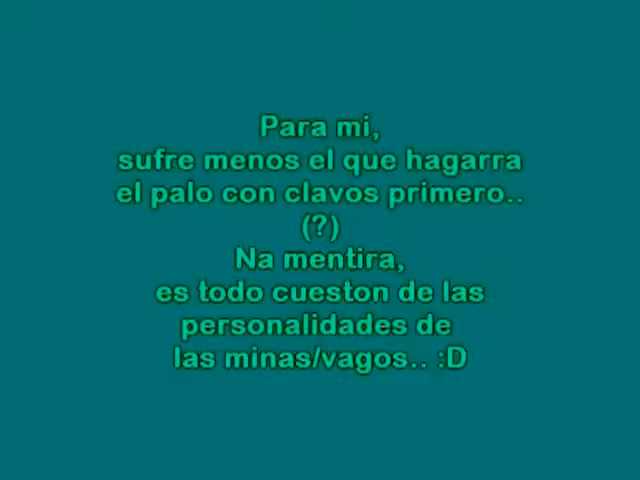 Para mi,
sufre menos el que hagarra
el palo con clavos primero..
(?)
Na mentira,
es todo cueston de las
personalidades de
las minas/vagos.. :D